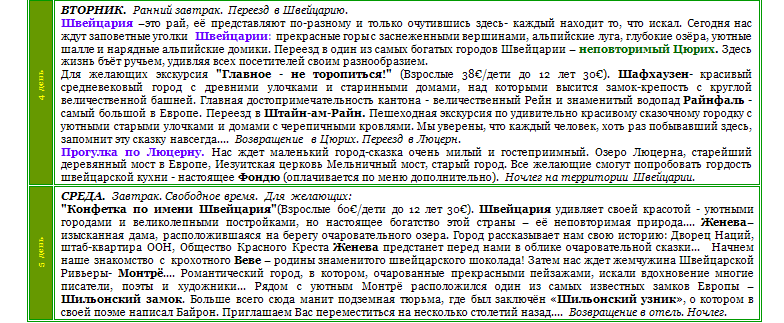 ВТОРНИК. Ранний завтрак. Переезд в Швейцарию.
Швейцария –это рай, её представляют по-разному и только очутившись здесь- каждый находит то, что искал. Сегодня нас
ждут заповетные уголки Швейцарии: прекрасные горы с заснеженными вершинами, альпийские луга, глубокие озёра, уютные
шалле и нарядные альпийские домики. Переезд в один из самых богатых городов Швейцарии – неповторимый Цюрих. Здесь
жизнь бъёт ручьем, удивляя всех посетителей своим разнообразием.
4 день
Для желающих экскурсия "Главное - не торопиться!" (Взрослые 38€/дети до 12 лет 30€). Шафхаузен- красивый
средневековый город с древними улочками и старинными домами, над которыми высится замок-крепость с круглой
величественной башней. Главная достопримечательность кантона - величественный Рейн и знаменитый водопад Райнфаль -
самый большой в Европе. Переезд в Штайн-ам-Райн. Пешеходная экскурсия по удивительно красивому сказочному городку с
уютными старыми улочками и домами с черепичными кровлями. Мы уверены, что каждый человек, хоть раз побывавший здесь,
запомнит эту сказку навсегда.... Возвращение в Цюрих. Переезд в Люцерн.
Прогулка по Люцерну. Нас ждет маленький город-сказка очень милый и гостеприимный. Озеро Люцерна, старейший
деревянный мост в Европе, Иезуитская церковь Мельничный мост, старый город. Все желающие смогут попробовать гордость
швейцарской кухни - настоящее Фондю (оплачивается по меню дополнительно). Ночлег на территории Швейцарии.
СРЕДА. Завтрак. Свободное время. Для желающих:
"Конфетка по имени Швейцария"(Взрослые 60€/дети до 12 лет 30€). Швейцария удивляет своей красотой - уютными
городами и великолепными постройками, но настоящее богатство этой страны – её неповторимая природа.... Женева–
изысканная дама, расположившаяся на берегу очаровательного озера. Город рассказывает нам свою историю: Дворец Наций,
штаб-квартира ООН, Общество Красного Креста Женева предстанет перед нами в облике очаровательной сказки... Начнем
5 день
наше знакомство с крохотного Веве – родины знаменитого швейцарского шоколада! Затем нас ждет жемчужина Швейцарской
Ривьеры- Монтрё.... Романтический город, в котором, очарованные прекрасными пейзажами, искали вдохновение многие
писатели, поэты и художники... Рядом с уютным Монтрё расположился один из самых известных замков Европы –
Шильонский замок. Больше всего сюда манит подземная тюрьма, где был заключён «Шильонский узник», о котором в
своей поэме написал Байрон. Приглашаем Вас переместиться на несколько столетий назад.... Возвращение в отель. Ночлег.